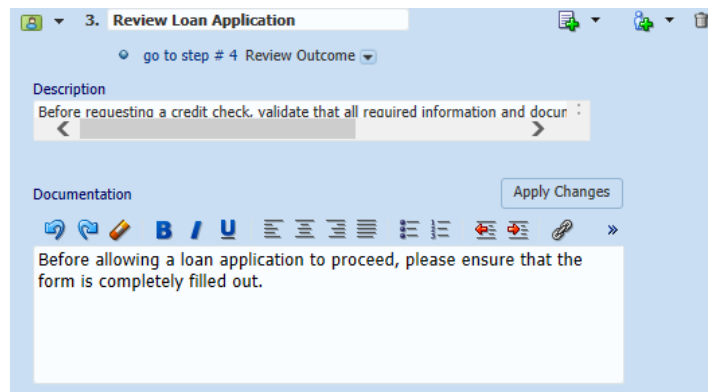 3. Review Loan Application
go to step # 4 Review Outcome
Description
Before requesting a credit check, validate that all required information and docum
Documentation
Apply Changes
B I U
Before allowing a loan application to proceed, please ensure that the
form is completely filled out.